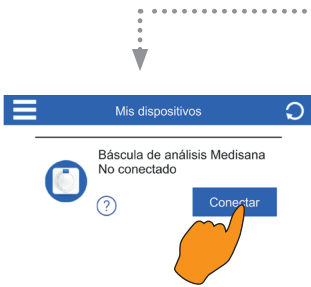 Mis dispositivos
Báscula de análisis Medisana
No conectado
?
Conectar